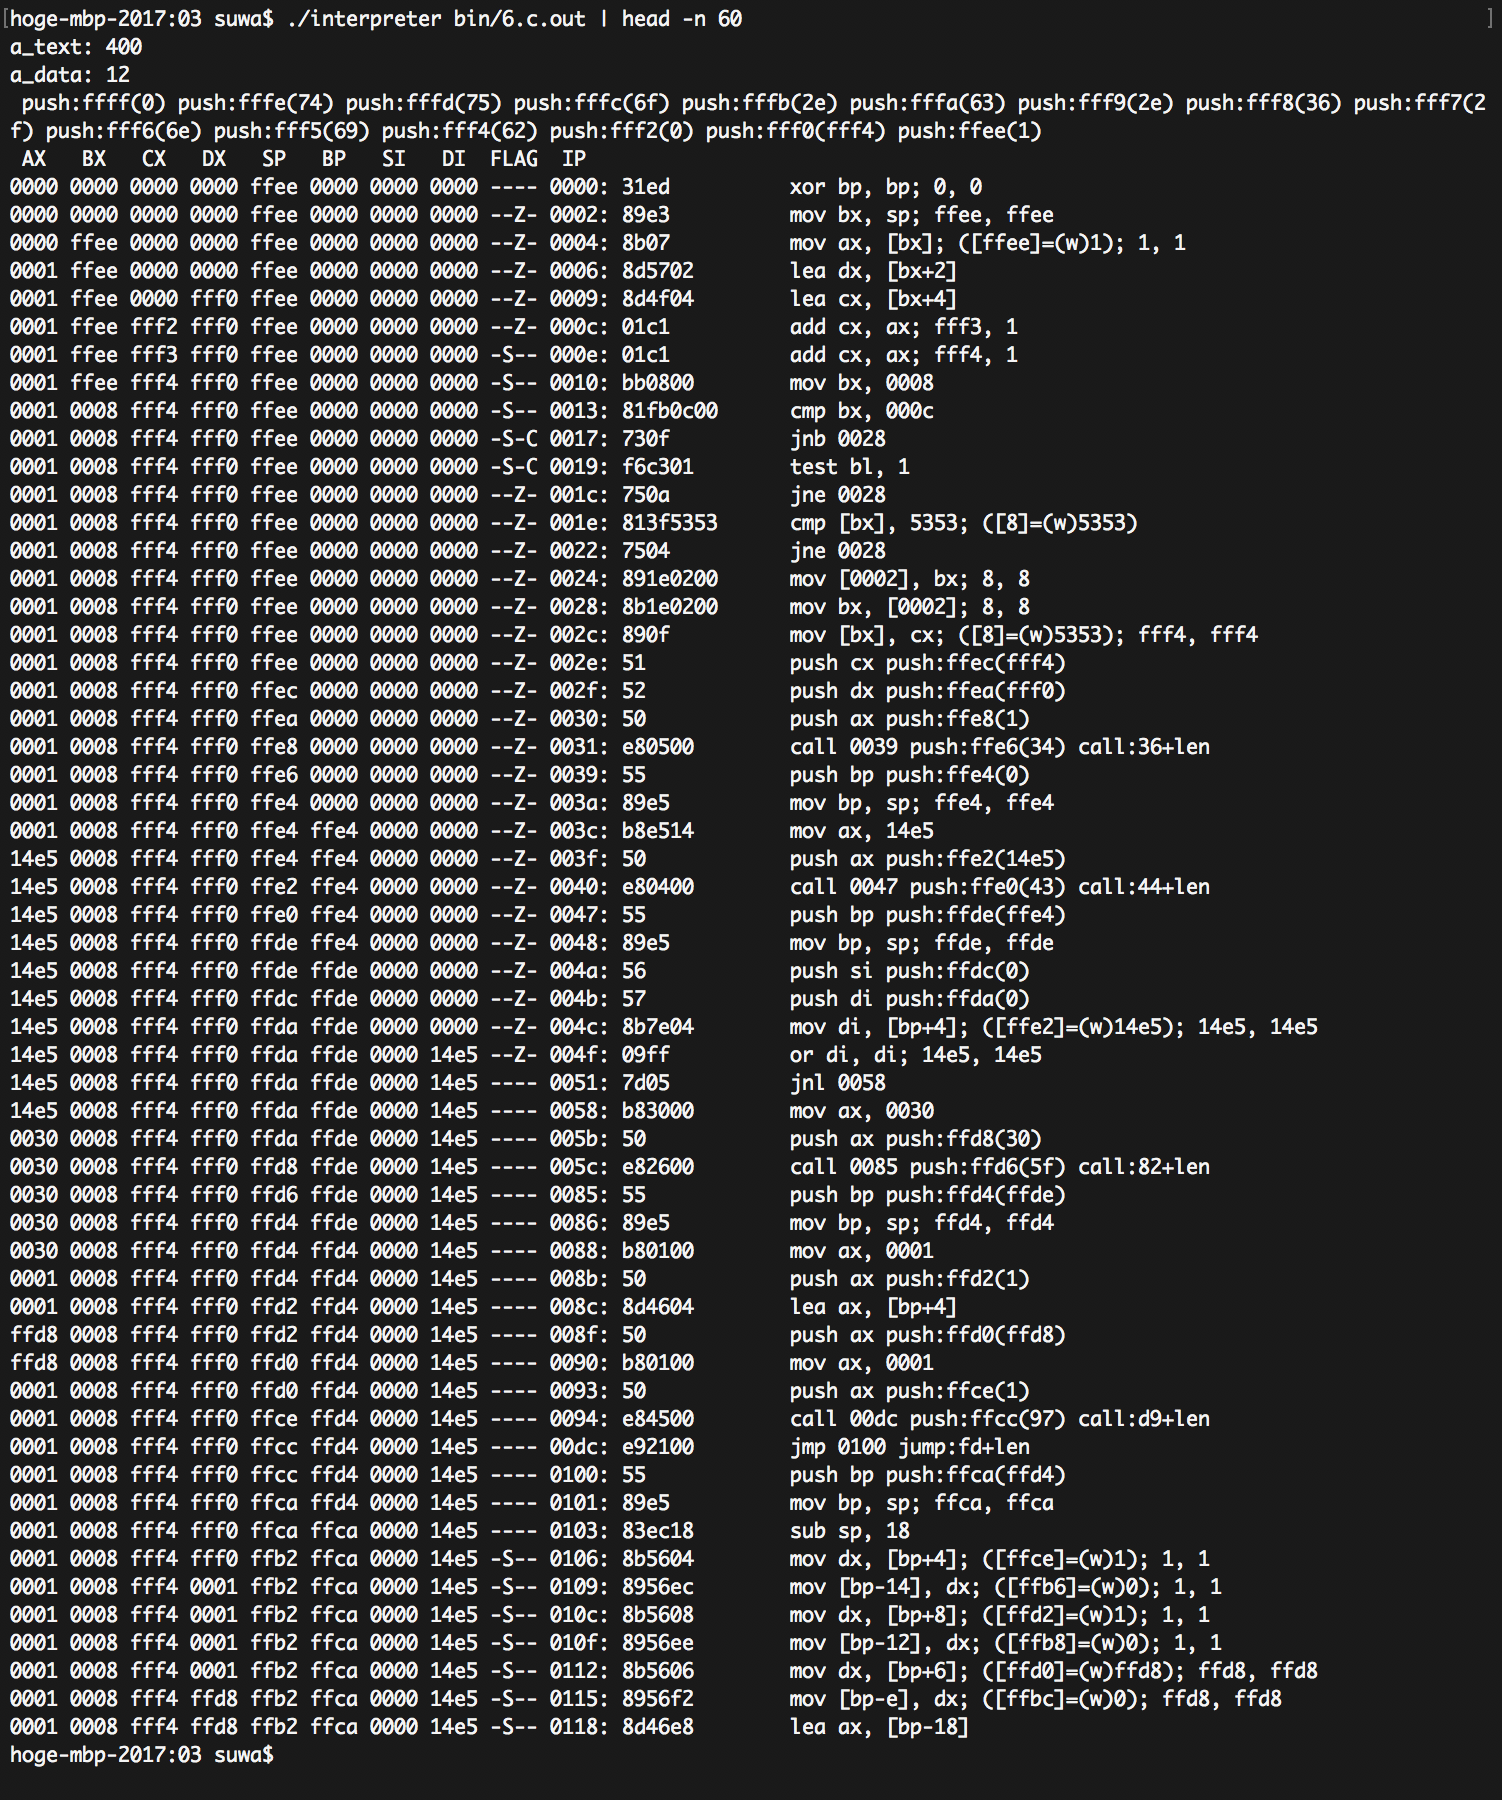 [hoge-mbp-2017:03 suwa$ ./interpreter bin/6.c.out | head -n 60 ]
a_text: 400
a_data: 12
 push:ffff(0) push:fffe(74) push:fffd(75) push:fffc(6f) push:fffb(2e) push:fffa(63) push:fff9(2e) push:fff8(36) push:fff7(2
f) push:fff6(6e) push:fff5(69) push:fff4(62) push:fff2(0) push:fff0(fff4) push:ffee(1)
 AX   BX   CX   DX   SP   BP   SI   DI  FLAG  IP
0000 0000 0000 0000 ffee 0000 0000 0000 ---- 0000: 31ed          xor bp, bp; 0, 0
0000 0000 0000 0000 ffee 0000 0000 0000 --Z- 0002: 89e3          mov bx, sp; ffee, ffee
0000 ffee 0000 0000 ffee 0000 0000 0000 --Z- 0004: 8b07          mov ax, [bx]; ([ffee]=(w)1); 1, 1
0001 ffee 0000 0000 ffee 0000 0000 0000 --Z- 0006: 8d5702        lea dx, [bx+2]
0001 ffee 0000 fff0 ffee 0000 0000 0000 --Z- 0009: 8d4f04        lea cx, [bx+4]
0001 ffee fff2 fff0 ffee 0000 0000 0000 --Z- 000c: 01c1          add cx, ax; fff3, 1
0001 ffee fff3 fff0 ffee 0000 0000 0000 -S-- 000e: 01c1          add cx, ax; fff4, 1
0001 ffee fff4 fff0 ffee 0000 0000 0000 -S-- 0010: bb0800        mov bx, 0008
0001 0008 fff4 fff0 ffee 0000 0000 0000 -S-- 0013: 81fb0c00      cmp bx, 000c
0001 0008 fff4 fff0 ffee 0000 0000 0000 -S-C 0017: 730f          jnb 0028
0001 0008 fff4 fff0 ffee 0000 0000 0000 -S-C 0019: f6c301        test bl, 1
0001 0008 fff4 fff0 ffee 0000 0000 0000 --Z- 001c: 750a          jne 0028
0001 0008 fff4 fff0 ffee 0000 0000 0000 --Z- 001e: 813f5353      cmp [bx], 5353; ([8]=(w)5353)
0001 0008 fff4 fff0 ffee 0000 0000 0000 --Z- 0022: 7504          jne 0028
0001 0008 fff4 fff0 ffee 0000 0000 0000 --Z- 0024: 891e0200      mov [0002], bx; 8, 8
0001 0008 fff4 fff0 ffee 0000 0000 0000 --Z- 0028: 8b1e0200      mov bx, [0002]; 8, 8
0001 0008 fff4 fff0 ffee 0000 0000 0000 --Z- 002c: 890f          mov [bx], cx; ([8]=(w)5353); fff4, fff4
0001 0008 fff4 fff0 ffee 0000 0000 0000 --Z- 002e: 51            push cx push:ffec(fff4)
0001 0008 fff4 fff0 ffec 0000 0000 0000 --Z- 002f: 52            push dx push:ffea(fff0)
0001 0008 fff4 fff0 ffea 0000 0000 0000 --Z- 0030: 50            push ax push:ffe8(1)
0001 0008 fff4 fff0 ffe8 0000 0000 0000 --Z- 0031: e80500        call 0039 push:ffe6(34) call:36+len
0001 0008 fff4 fff0 ffe6 0000 0000 0000 --Z- 0039: 55            push bp push:ffe4(0)
0001 0008 fff4 fff0 ffe4 0000 0000 0000 --Z- 003a: 89e5          mov bp, sp; ffe4, ffe4
0001 0008 fff4 fff0 ffe4 ffe4 0000 0000 --Z- 003c: b8e514        mov ax, 14e5
14e5 0008 fff4 fff0 ffe4 ffe4 0000 0000 --Z- 003f: 50            push ax push:ffe2(14e5)
14e5 0008 fff4 fff0 ffe2 ffe4 0000 0000 --Z- 0040: e80400        call 0047 push:ffe0(43) call:44+len
14e5 0008 fff4 fff0 ffe0 ffe4 0000 0000 --Z- 0047: 55            push bp push:ffde(ffe4)
14e5 0008 fff4 fff0 ffde ffe4 0000 0000 --Z- 0048: 89e5          mov bp, sp; ffde, ffde
14e5 0008 fff4 fff0 ffde ffde 0000 0000 --Z- 004a: 56            push si push:ffdc(0)
14e5 0008 fff4 fff0 ffdc ffde 0000 0000 --Z- 004b: 57            push di push:ffda(0)
14e5 0008 fff4 fff0 ffda ffde 0000 0000 --Z- 004c: 8b7e04        mov di, [bp+4]; ([ffe2]=(w)14e5); 14e5, 14e5
14e5 0008 fff4 fff0 ffda ffde 0000 14e5 --Z- 004f: 09ff          or di, di; 14e5, 14e5
14e5 0008 fff4 fff0 ffda ffde 0000 14e5 ---- 0051: 7d05          jnl 0058
14e5 0008 fff4 fff0 ffda ffde 0000 14e5 ---- 0058: b83000        mov ax, 0030
0030 0008 fff4 fff0 ffda ffde 0000 14e5 ---- 005b: 50            push ax push:ffd8(30)
0030 0008 fff4 fff0 ffd8 ffde 0000 14e5 ---- 005c: e82600        call 0085 push:ffd6(5f) call:82+len
0030 0008 fff4 fff0 ffd6 ffde 0000 14e5 ---- 0085: 55            push bp push:ffd4(ffde)
0030 0008 fff4 fff0 ffd4 ffde 0000 14e5 ---- 0086: 89e5          mov bp, sp; ffd4, ffd4
0030 0008 fff4 fff0 ffd4 ffd4 0000 14e5 ---- 0088: b80100        mov ax, 0001
0001 0008 fff4 fff0 ffd4 ffd4 0000 14e5 ---- 008b: 50            push ax push:ffd2(1)
0001 0008 fff4 fff0 ffd2 ffd4 0000 14e5 ---- 008c: 8d4604        lea ax, [bp+4]
ffd8 0008 fff4 fff0 ffd2 ffd4 0000 14e5 ---- 008f: 50            push ax push:ffd0(ffd8)
ffd8 0008 fff4 fff0 ffd0 ffd4 0000 14e5 ---- 0090: b80100        mov ax, 0001
0001 0008 fff4 fff0 ffd0 ffd4 0000 14e5 ---- 0093: 50            push ax push:ffce(1)
0001 0008 fff4 fff0 ffce ffd4 0000 14e5 ---- 0094: e84500        call 00dc push:ffcc(97) call:d9+len
0001 0008 fff4 fff0 ffcc ffd4 0000 14e5 ---- 00dc: e92100        jmp 0100 jump:fd+len
0001 0008 fff4 fff0 ffcc ffd4 0000 14e5 ---- 0100: 55            push bp push:ffca(ffd4)
0001 0008 fff4 fff0 ffca ffd4 0000 14e5 ---- 0101: 89e5          mov bp, sp; ffca, ffca
0001 0008 fff4 fff0 ffca ffca 0000 14e5 ---- 0103: 83ec18        sub sp, 18
0001 0008 fff4 fff0 ffb2 ffca 0000 14e5 -S-- 0106: 8b5604        mov dx, [bp+4]; ([ffce]=(w)1); 1, 1
0001 0008 fff4 0001 ffb2 ffca 0000 14e5 -S-- 0109: 8956ec        mov [bp-14], dx; ([ffb6]=(w)0); 1, 1
0001 0008 fff4 0001 ffb2 ffca 0000 14e5 -S-- 010c: 8b5608        mov dx, [bp+8]; ([ffd2]=(w)1); 1, 1
0001 0008 fff4 0001 ffb2 ffca 0000 14e5 -S-- 010f: 8956ee        mov [bp-12], dx; ([ffb8]=(w)0); 1, 1
0001 0008 fff4 0001 ffb2 ffca 0000 14e5 -S-- 0112: 8b5606        mov dx, [bp+6]; ([ffd0]=(w)ffd8); ffd8, ffd8
0001 0008 fff4 ffd8 ffb2 ffca 0000 14e5 -S-- 0115: 8956f2        mov [bp-e], dx; ([ffbc]=(w)0); ffd8, ffd8
0001 0008 fff4 ffd8 ffb2 ffca 0000 14e5 -S-- 0118: 8d46e8        lea ax, [bp-18]
hoge-mbp-2017:03 suwa$